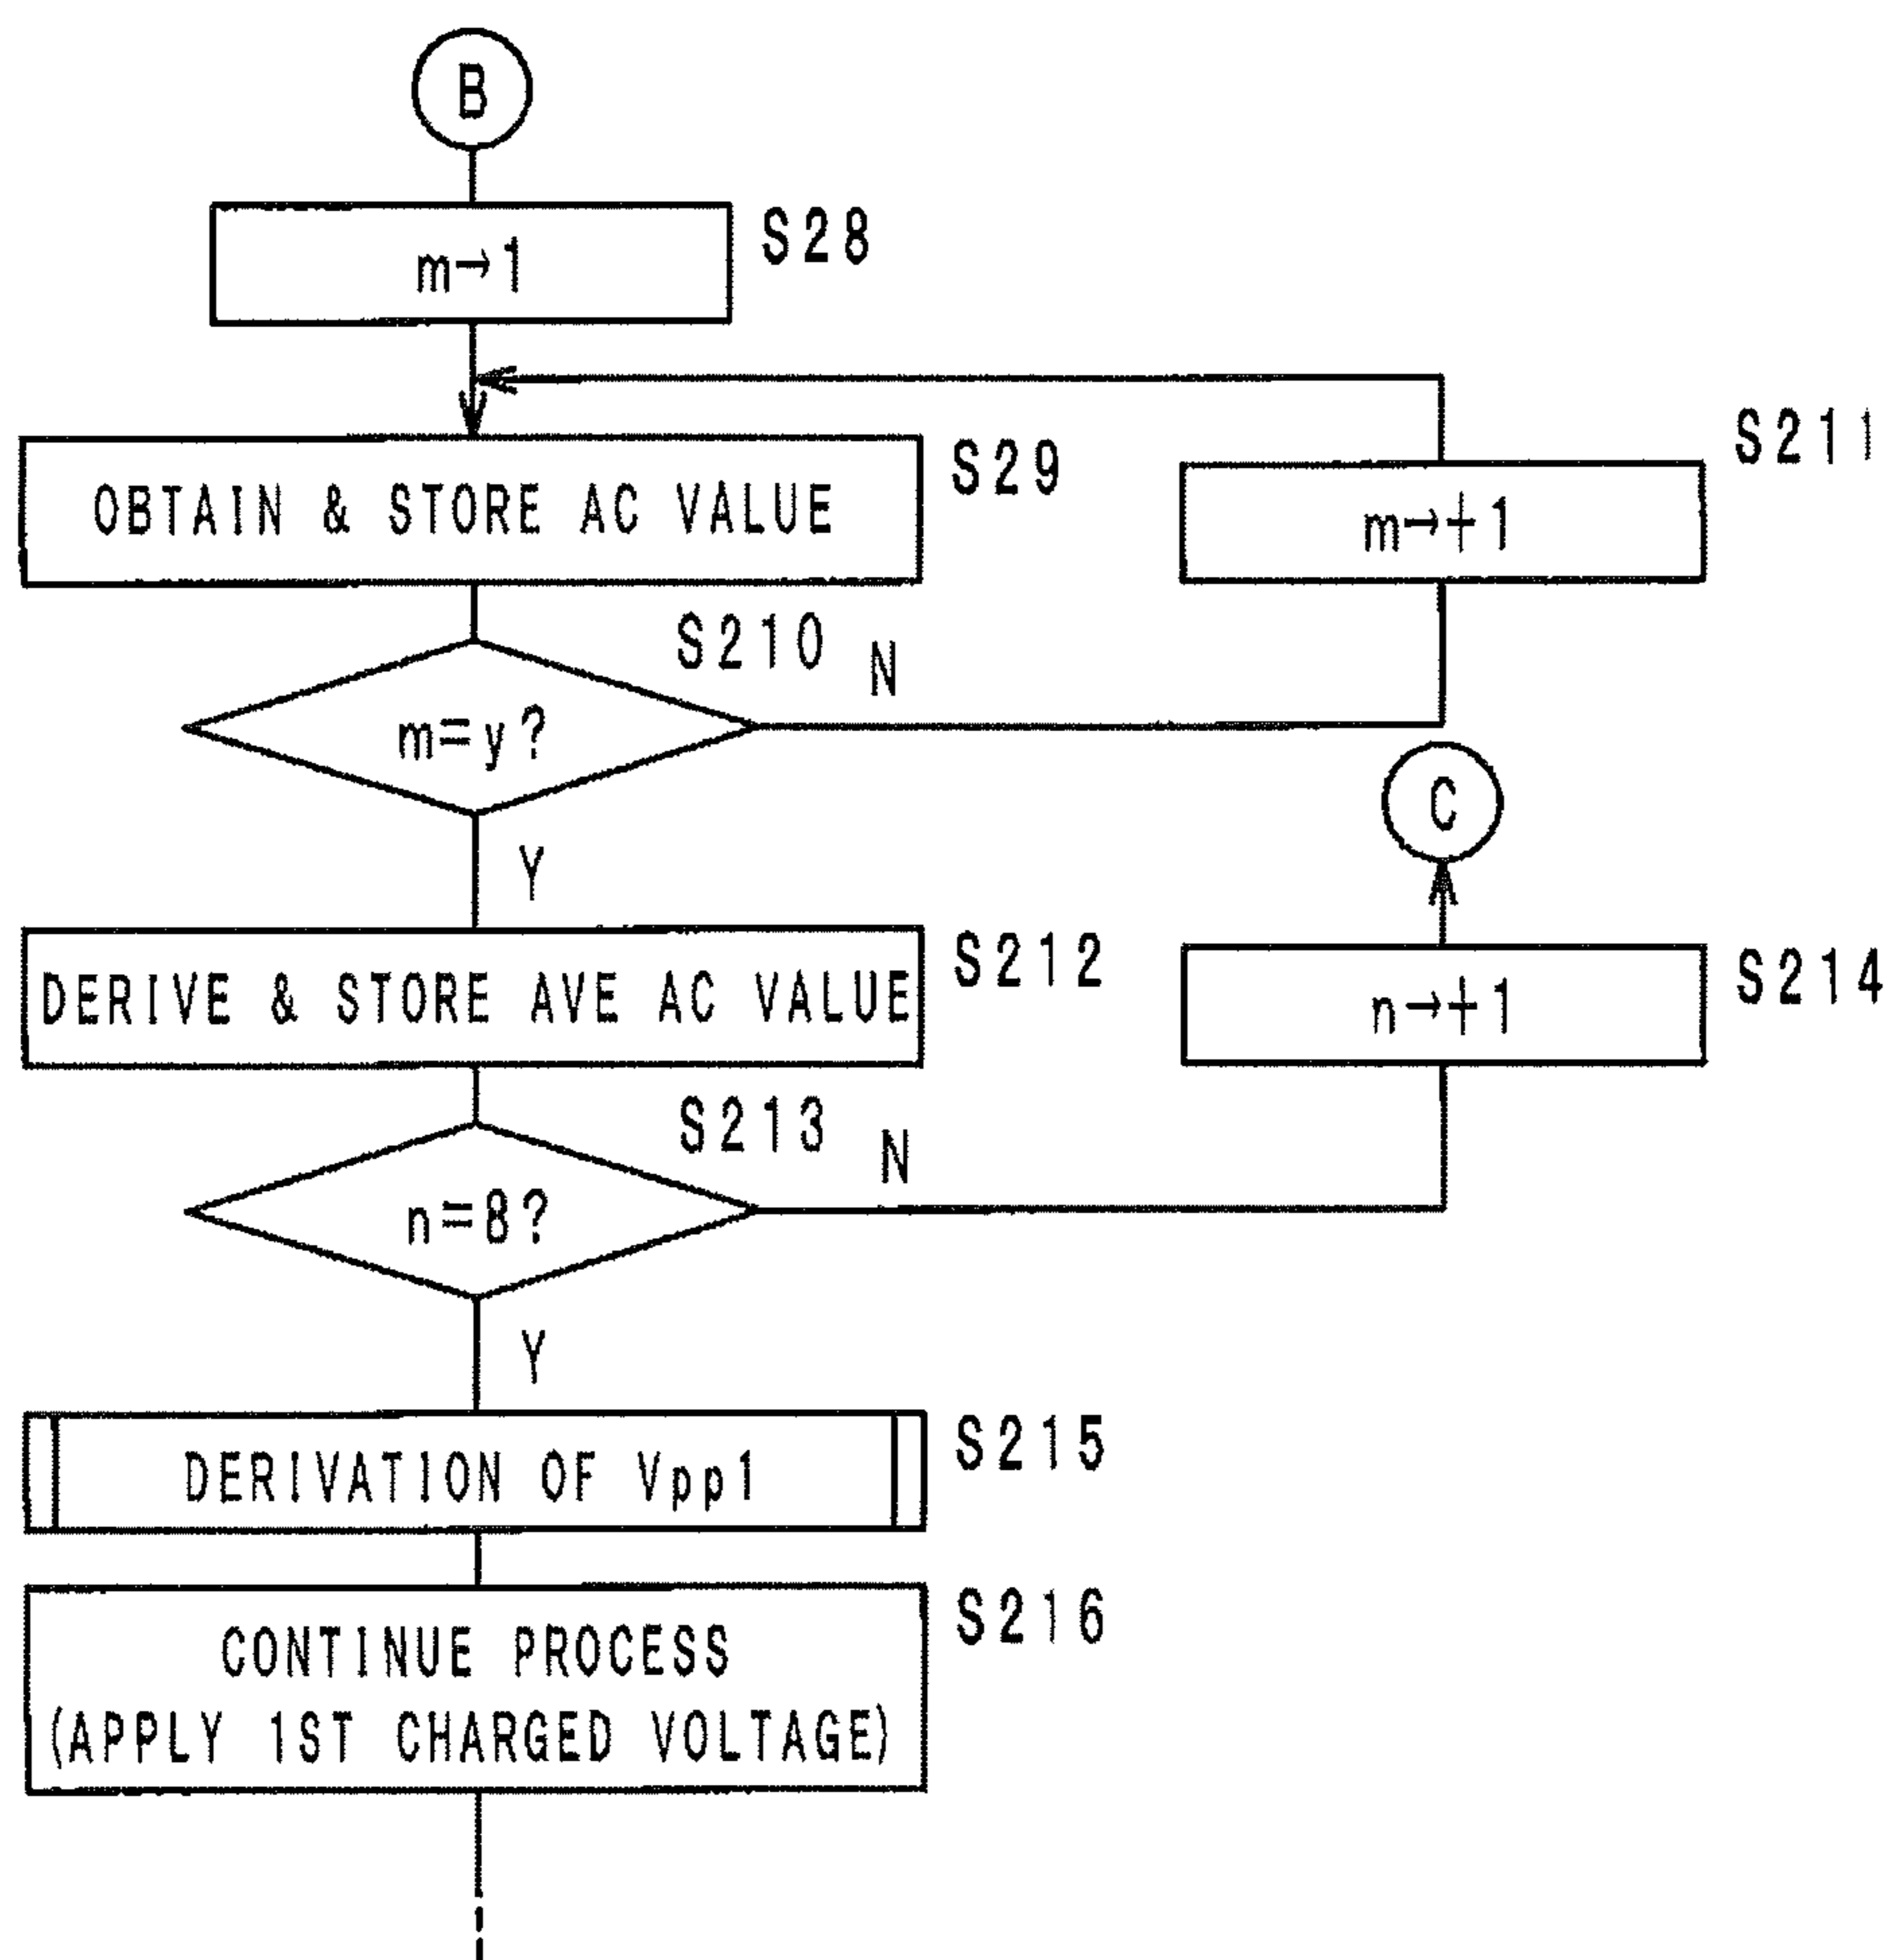 B
m→1
S28
OBTAIN & STORE AC VALUE
S29
m→+1
S211
S210
N
m=y?
Y
C
DERIVE & STORE AVE AC VALUE
S212
n→+1
S214
S213
N
n=8?
Y
DERIVATION OF Vpp1
S215
CONTINUE PROCESS
(APPLY 1ST CHARGED VOLTAGE)
S216